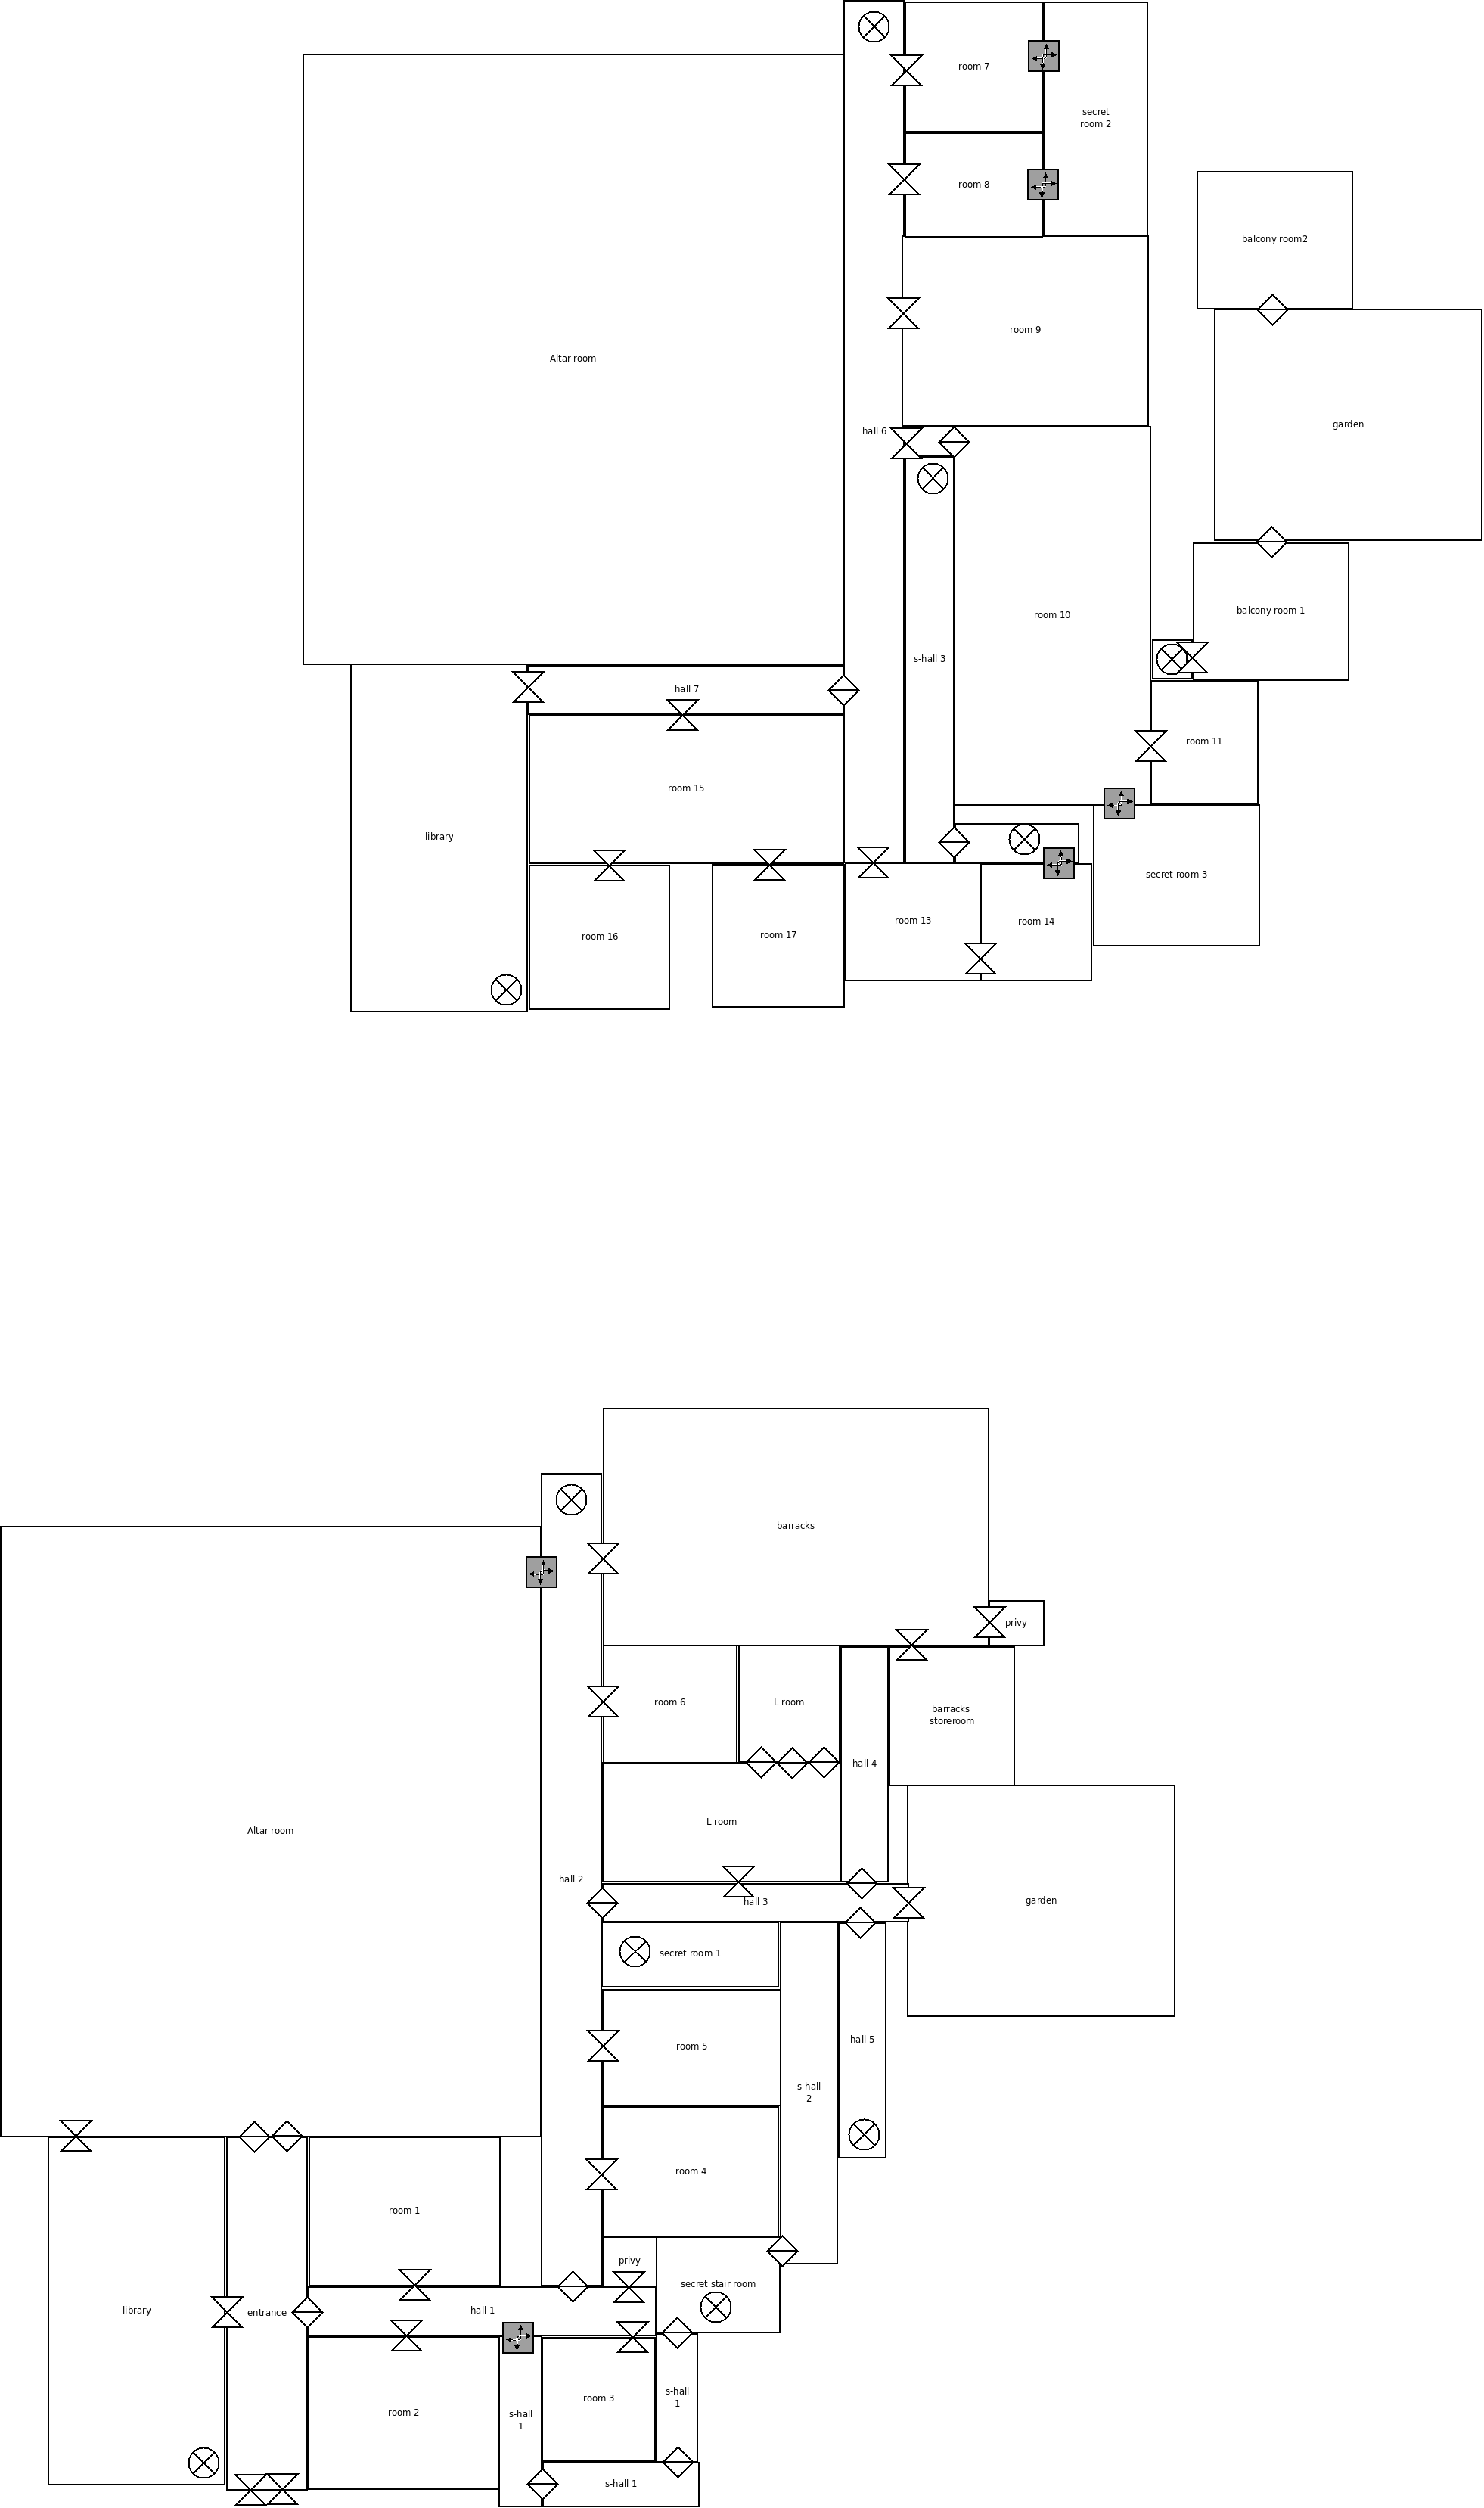 room 7
secret
room 2
room 8
balcony room2
room 9
Altar room
garden
hall 6
balcony room 1
room 10
s-hall 3
hall 7
room 11
room 15
library
secret room 3
room 13
room 14
room 17
room 16
barracks
privy
room 6
L room
barracks
storeroom
hall 4
L room
Altar room
hall 2
hall 3
garden
secret room 1
hall 5
room 5
s-hall
2
room 4
room 1
privy
secret stair room
library
entrance
hall 1
s-hall
1
room 3
room 2
s-hall
1
s-hall 1